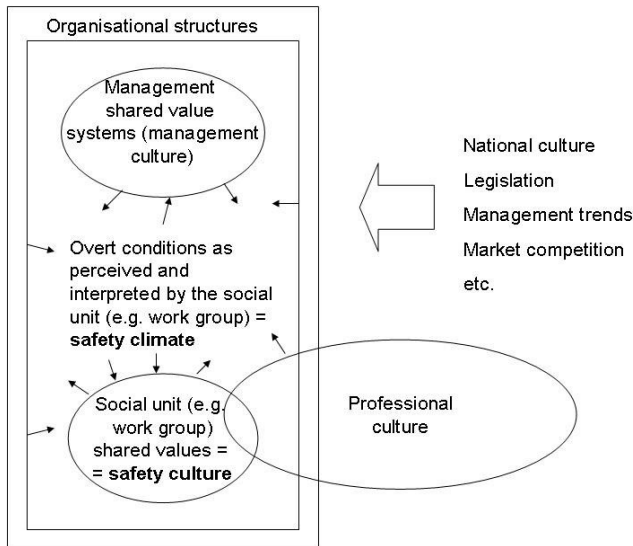 Organisational structures
Management
shared value
systems (management
culture)
National culture
Legislation
Management trends
Market competition
etc.
Overt conditions as
perceived and
interpreted by the social
unit (e.g. work group) =
safety climate
Social unit (e.g.
work group)
shared values =
= safety culture
Professional
culture